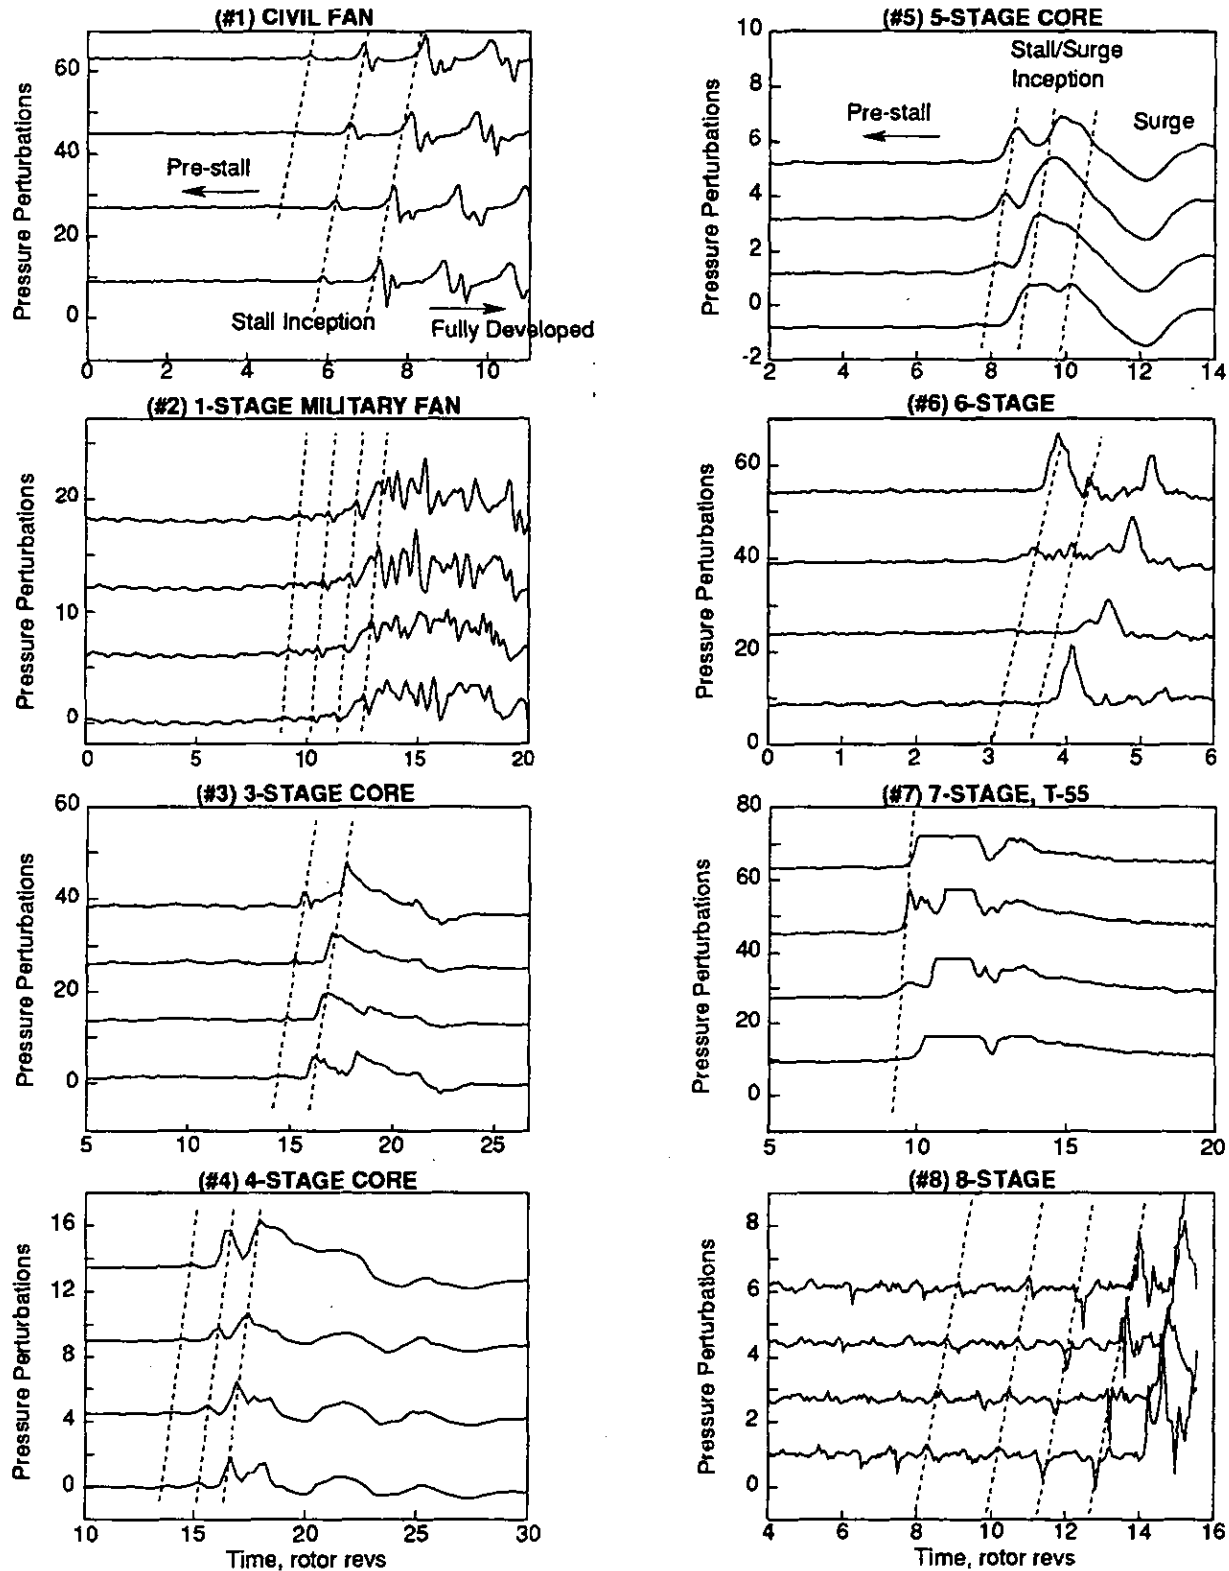 (#1) CIVIL FAN
Pressure Perturbations
60
40
20
0
Pre-stall
Stall Inception
Fully Developed
0 2 4 6 8 10
(#5) 5-STAGE CORE
Pressure Perturbations
10
8
6
4
2
0
-2
Stall/Surge
Inception
Pre-stall
Surge
2 4 6 8 10 12 14
(#2) 1-STAGE MILITARY FAN
Pressure Perturbations
20
10
0
0 5 10 15 20
(#6) 6-STAGE
Pressure Perturbations
60
40
20
0
0 1 2 3 4 5 6
(#3) 3-STAGE CORE
Pressure Perturbations
60
40
20
0
5 10 15 20 25
(#7) 7-STAGE, T-55
Pressure Perturbations
80
60
40
20
0
5 10 15 20
(#4) 4-STAGE CORE
Pressure Perturbations
16
12
8
4
0
10 15 20 25 30
Time, rotor revs
(#8) 8-STAGE
Pressure Perturbations
8
6
4
2
0
4 6 8 10 12 14 16
Time, rotor revs